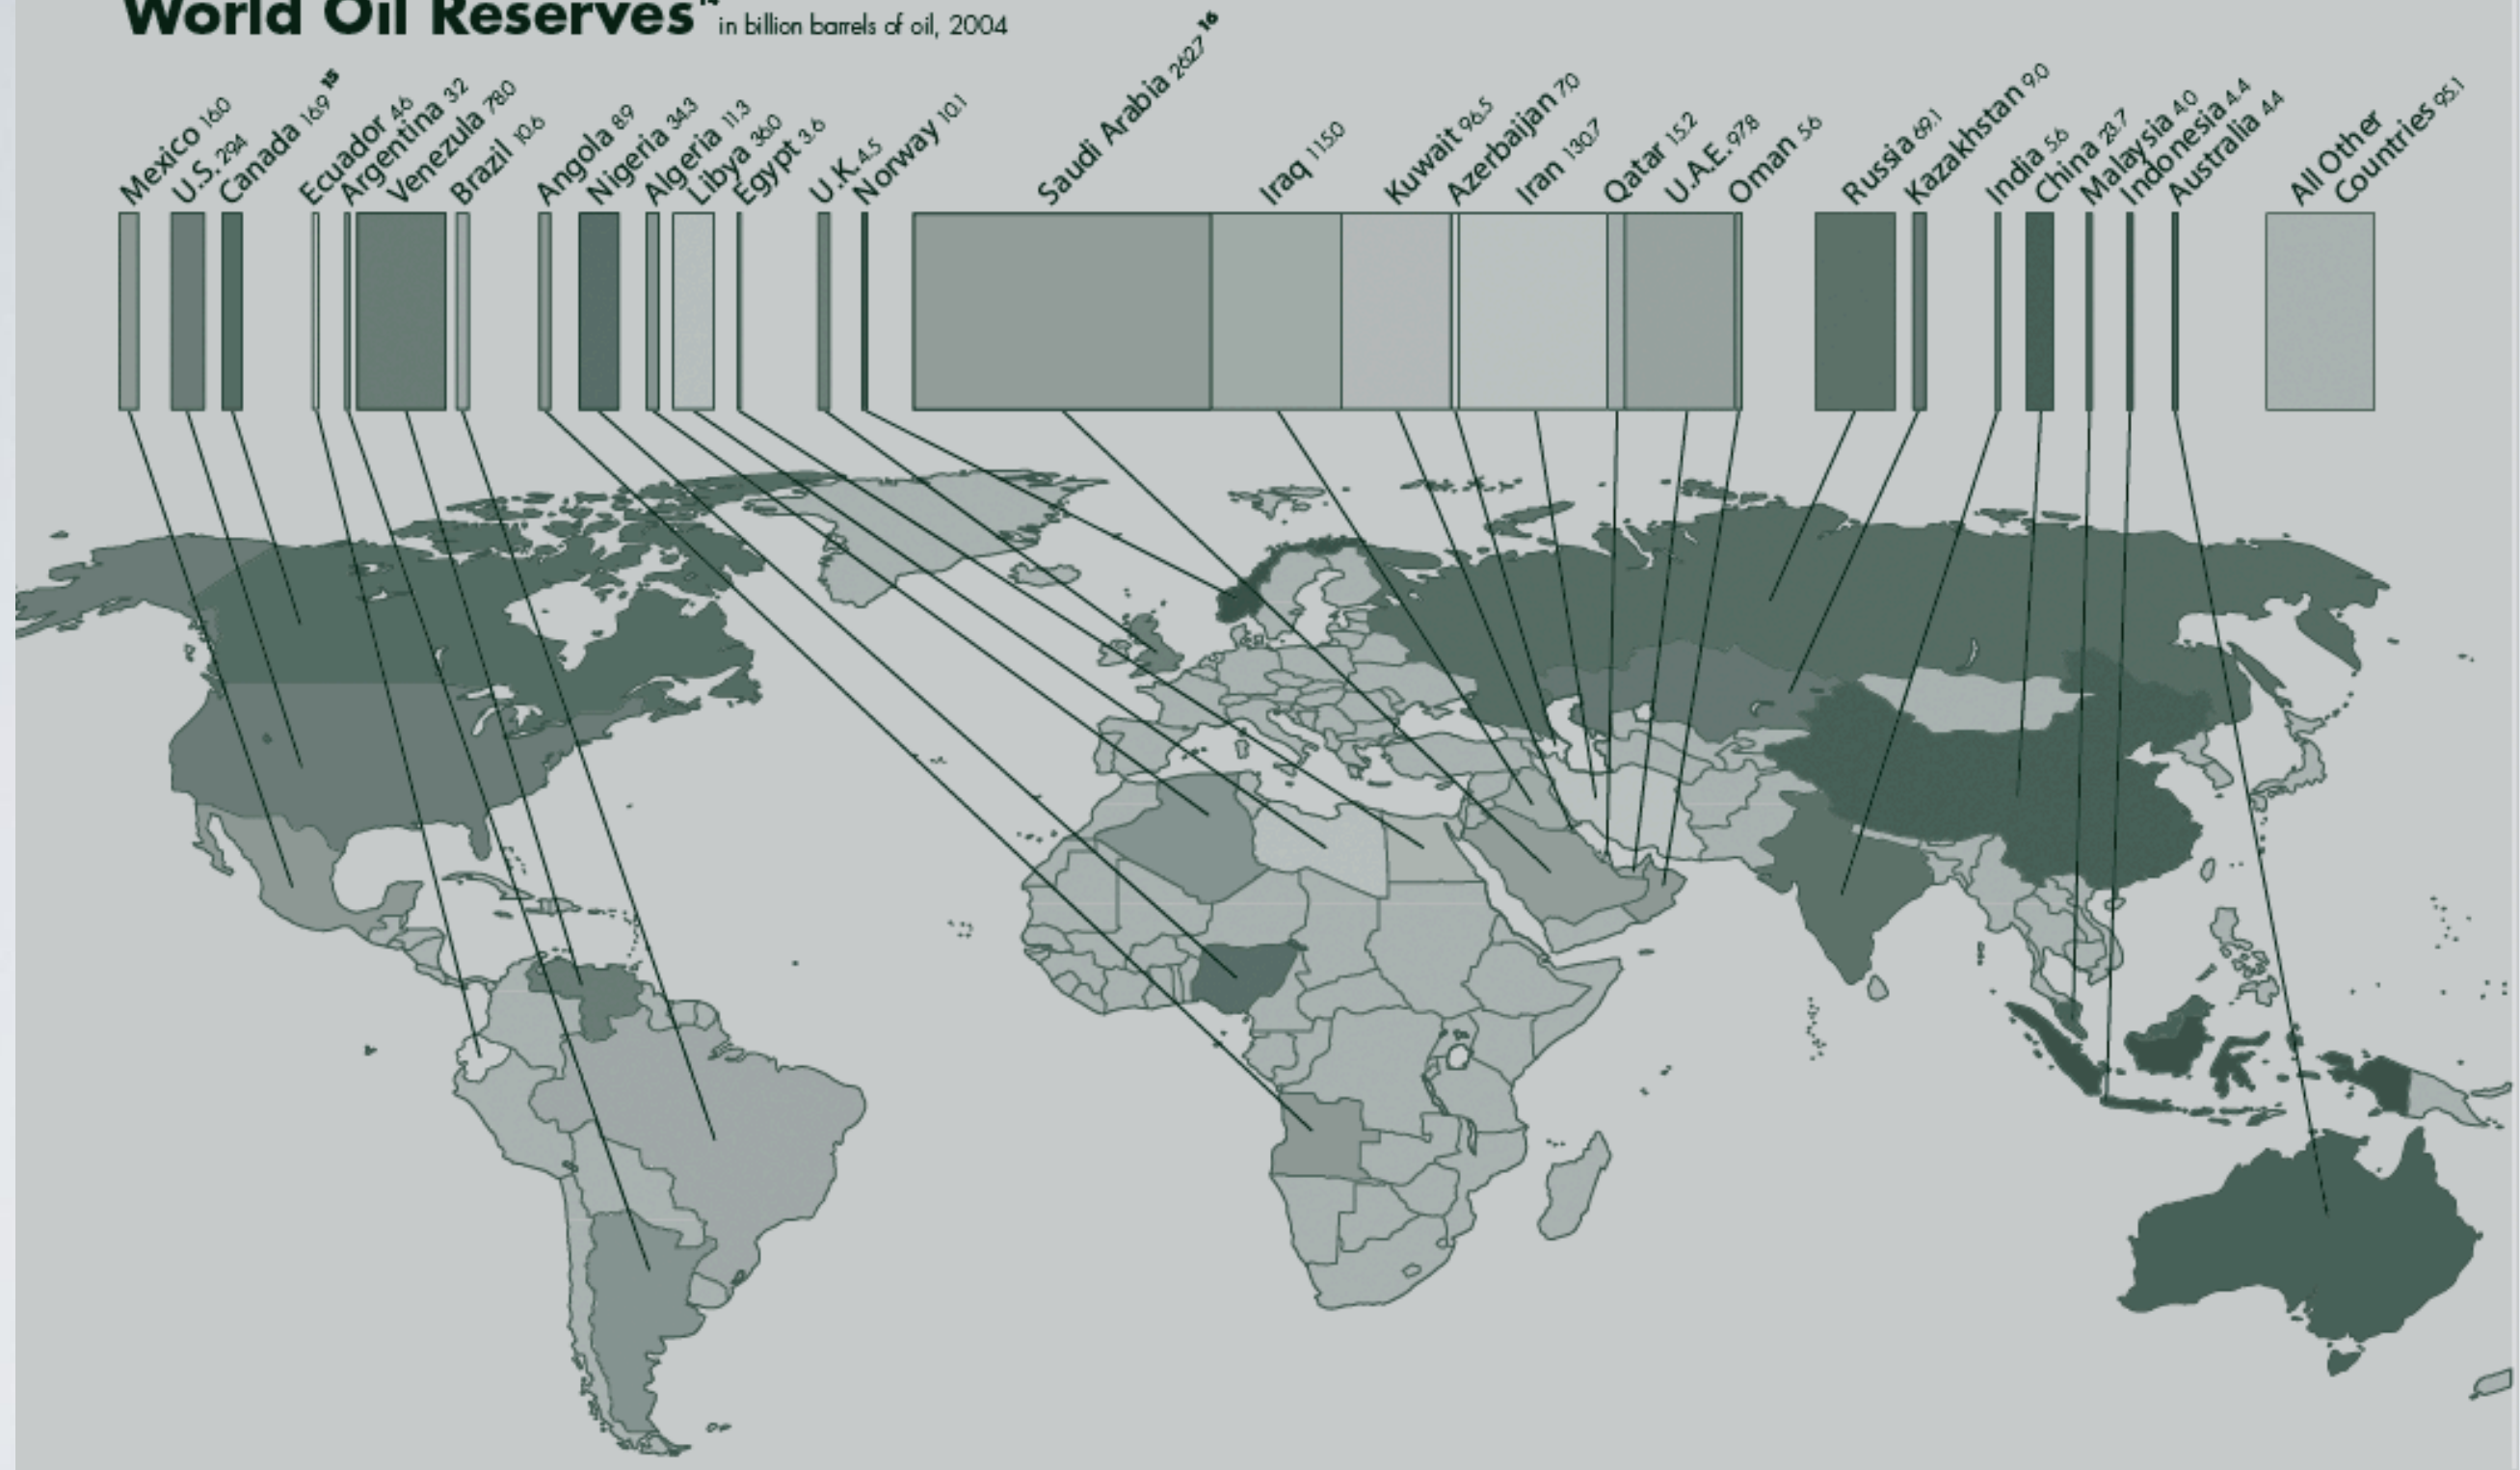 World Oil Reserves14
in billion barrels of oil, 2004
Mexico 16.0
U.S. 29.4
Canada 16.9 15
Ecuador 4.6
Argentina 3.2
Venezula 78.0
Brazil 10.6
Angola 8.9
Nigeria 34.3
Algeria 11.3
Libya 36.0
Egypt 3.6
U.K. 4.5
Norway 10.1
Saudi Arabia 262.7 16
Iraq 115.0
Kuwait 96.5
Azerbaijan 7.0
Iran 130.7
Qatar 15.2
U.A.E. 97.8
Oman 5.6
Russia 69.1
Kazakhstan 9.0
India 5.6
China 23.7
Malaysia 4.0
Indonesia 4.4
Australia 4.4
All Other
Countries 95.1